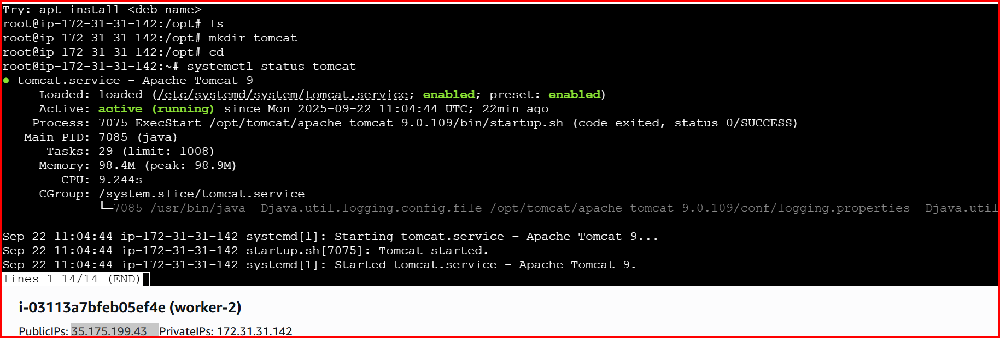 Try: apt install <deb name>
root@ip-172-31-31-142:/opt# ls
root@ip-172-31-31-142:/opt# mkdir tomcat
root@ip-172-31-31-142:/opt# cd
root@ip-172-31-31-142:~# systemctl status tomcat
● tomcat.service - Apache Tomcat 9
Loaded: loaded (/etc/systemd/system/tomcat.service; enabled; preset: enabled)
Active: active (running) since Mon 2025-09-22 11:04:44 UTC; 22min ago
Process: 7075 ExecStart=/opt/tomcat/apache-tomcat-9.0.109/bin/startup.sh (code=exited, status=0/SUCCESS)
Main PID: 7085 (java)
Tasks: 29 (limit: 1008)
Memory: 98.4M (peak: 98.9M)
CPU: 9.244s
CGroup: /system.slice/tomcat.service
└─7085 /usr/bin/java -Djava.util.logging.config.file=/opt/tomcat/apache-tomcat-9.0.109/conf/logging.properties -Djava.util
Sep 22 11:04:44 ip-172-31-31-142 systemd[1]: Starting tomcat.service - Apache Tomcat 9...
Sep 22 11:04:44 ip-172-31-31-142 startup.sh[7075]: Tomcat started.
Sep 22 11:04:44 ip-172-31-31-142 systemd[1]: Started tomcat.service - Apache Tomcat 9.
lines 1-14/14 (END)
i-03113a7bfeb05ef4e (worker-2)
PublicIPs: 35.175.199.43 PrivateIPs: 172.31.31.142